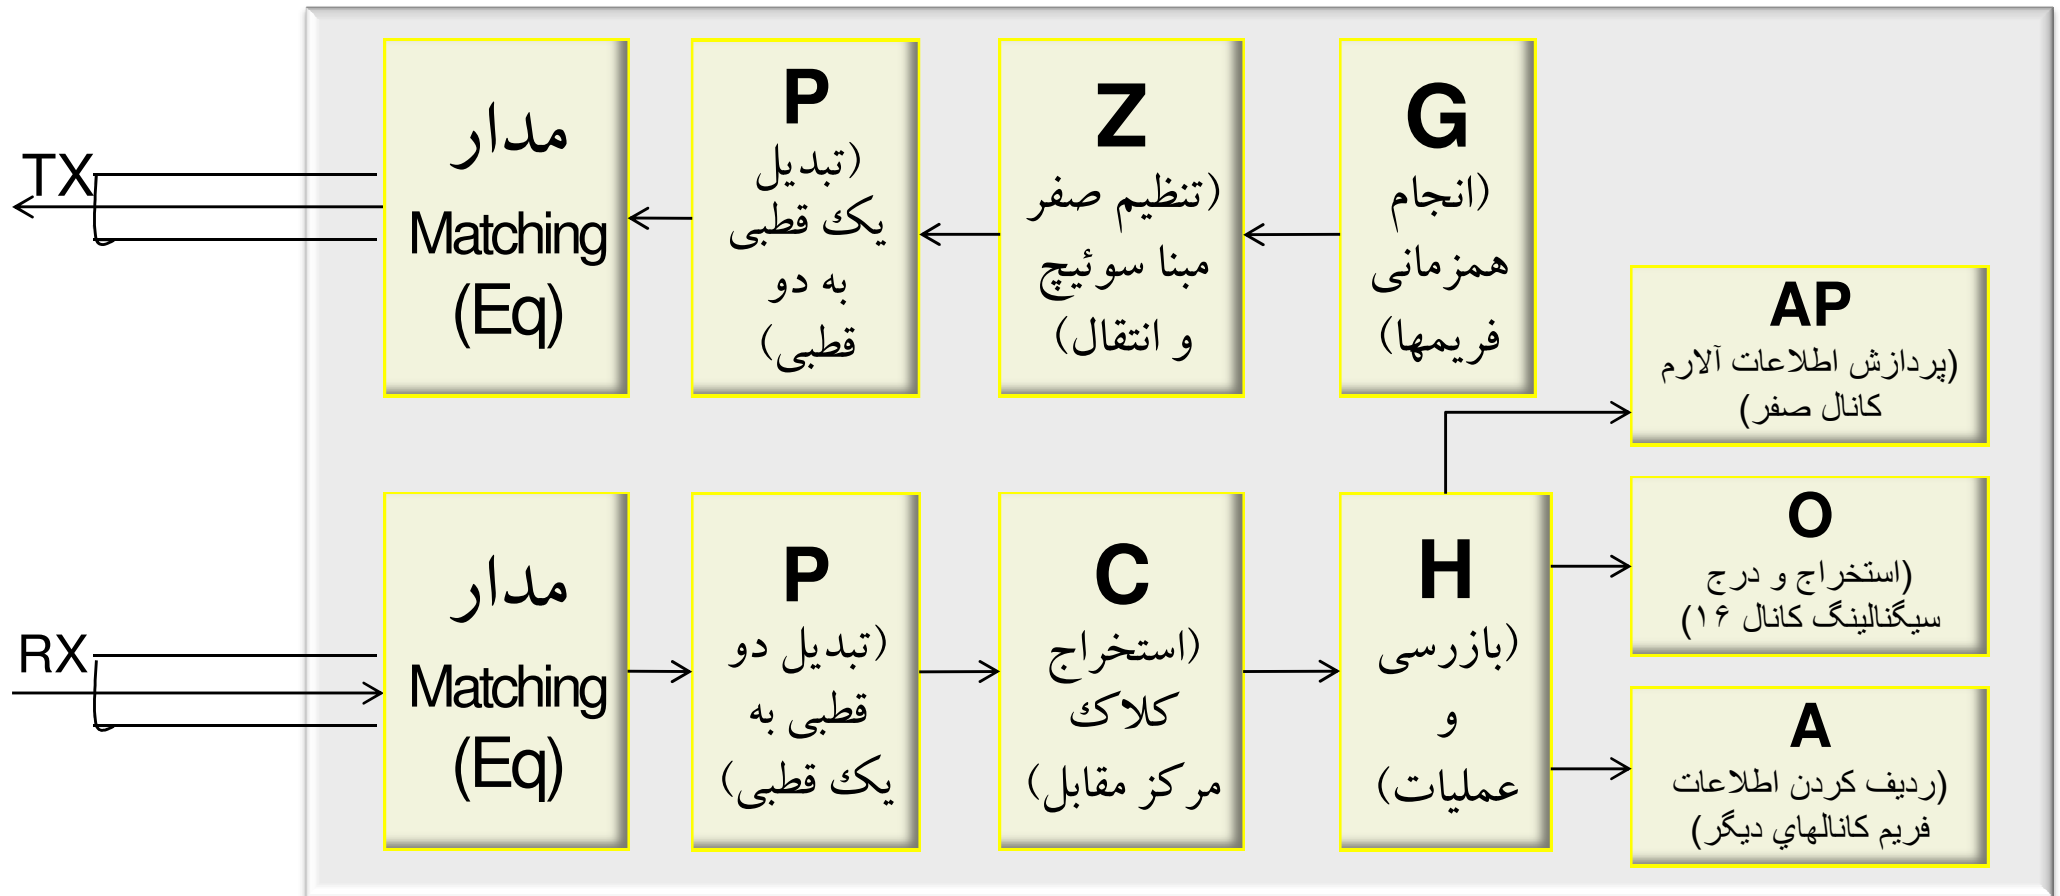 TX
مدار
Matching
(Eq)
P
(تبدیل
یک قطبی
به دو
قطبی)
Z
(تنظیم صفر
مبنا سوئیچ
و انتقال)
G
(انجام
همزمانی
فریمها)
AP
(پردازش اطلاعات آلارم
کانال صفر)
RX
مدار
Matching
(Eq)
P
(تبدیل دو
قطبی به
یک قطبی)
C
(استخراج
کلاک
مرکز مقابل)
H
(بازرسی
و
عملیات)
O
(استخراج و درج
سیگنالینگ کانال ۱۶)
A
(ردیف کردن اطلاعات
فریم کانالهاي دیگر)